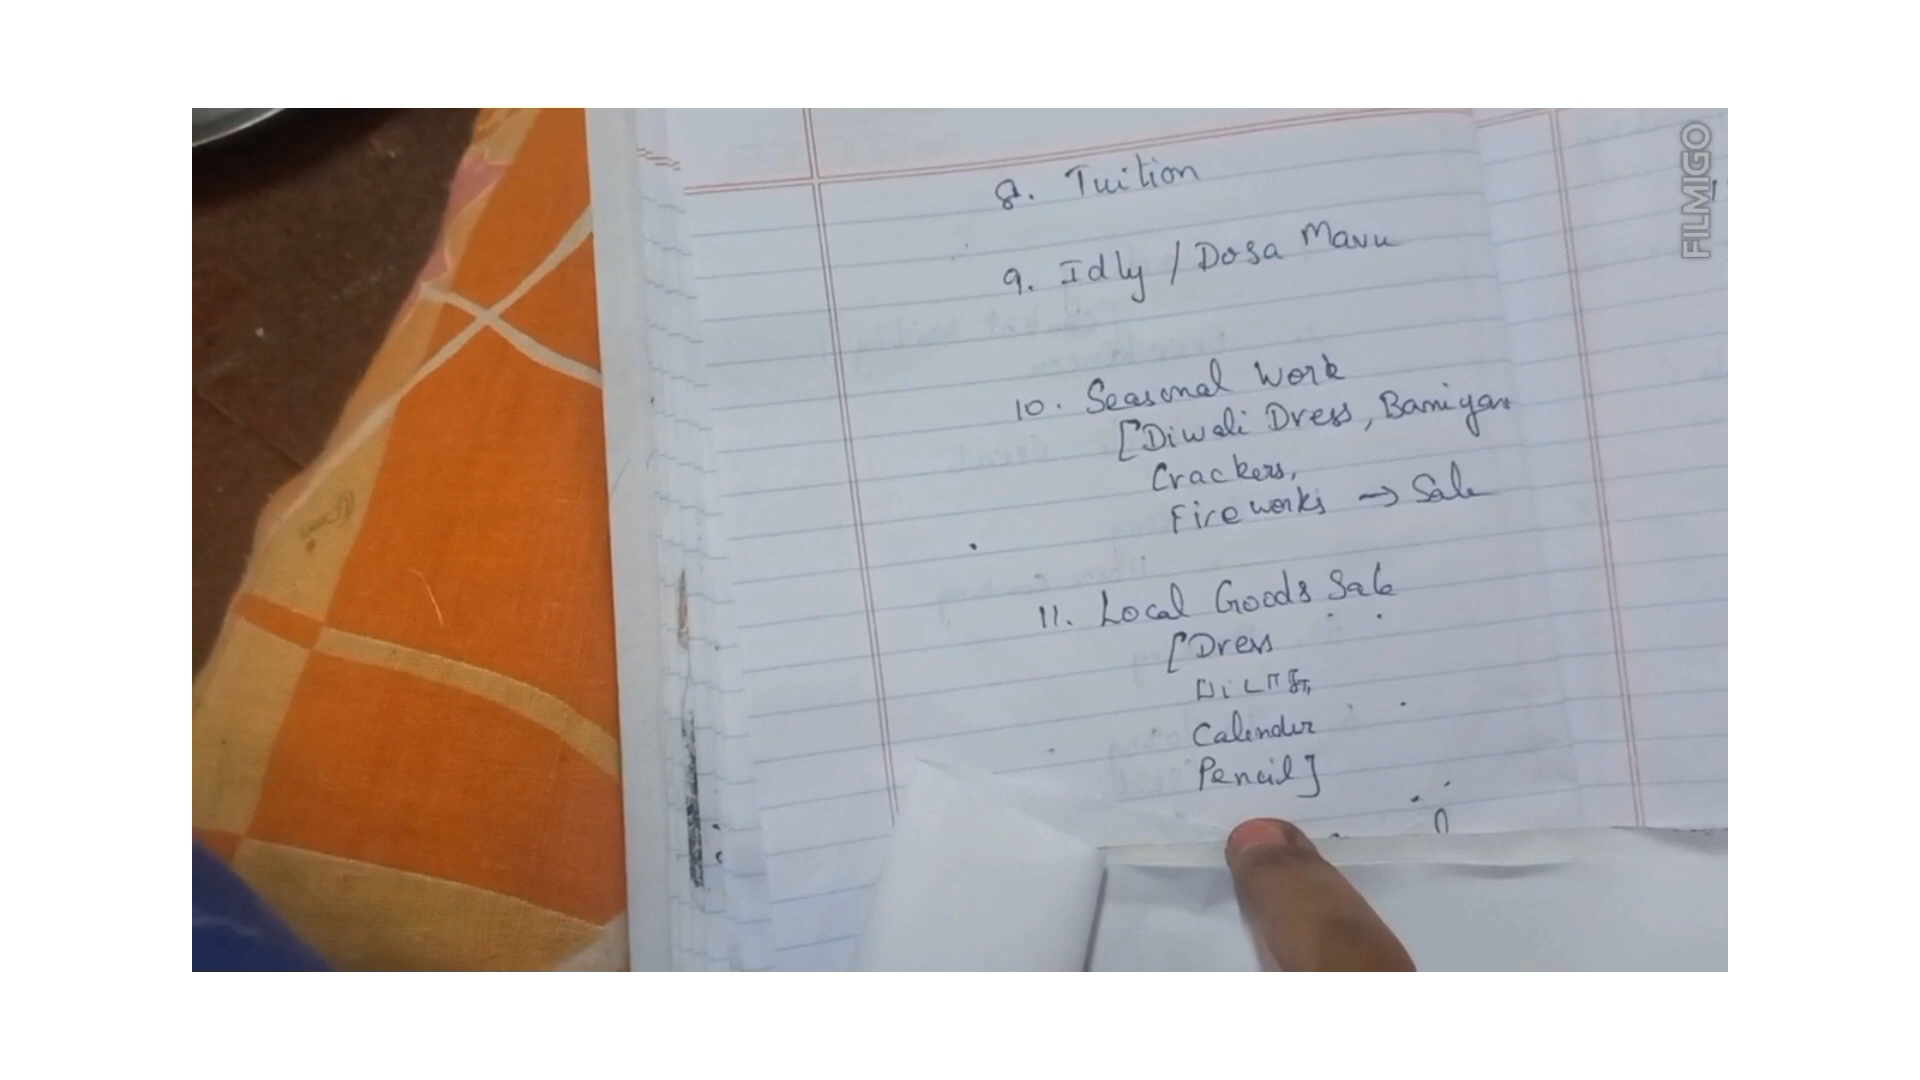 8. Tuition
9. Idly / Dosa Mavu
10. Seasonal Work
[Diwali Dress, Baniyan
Crackers,
Fireworks → Sale
11. Local Goods Sale
[Dress
Calender
Pencil]
FILMIGO